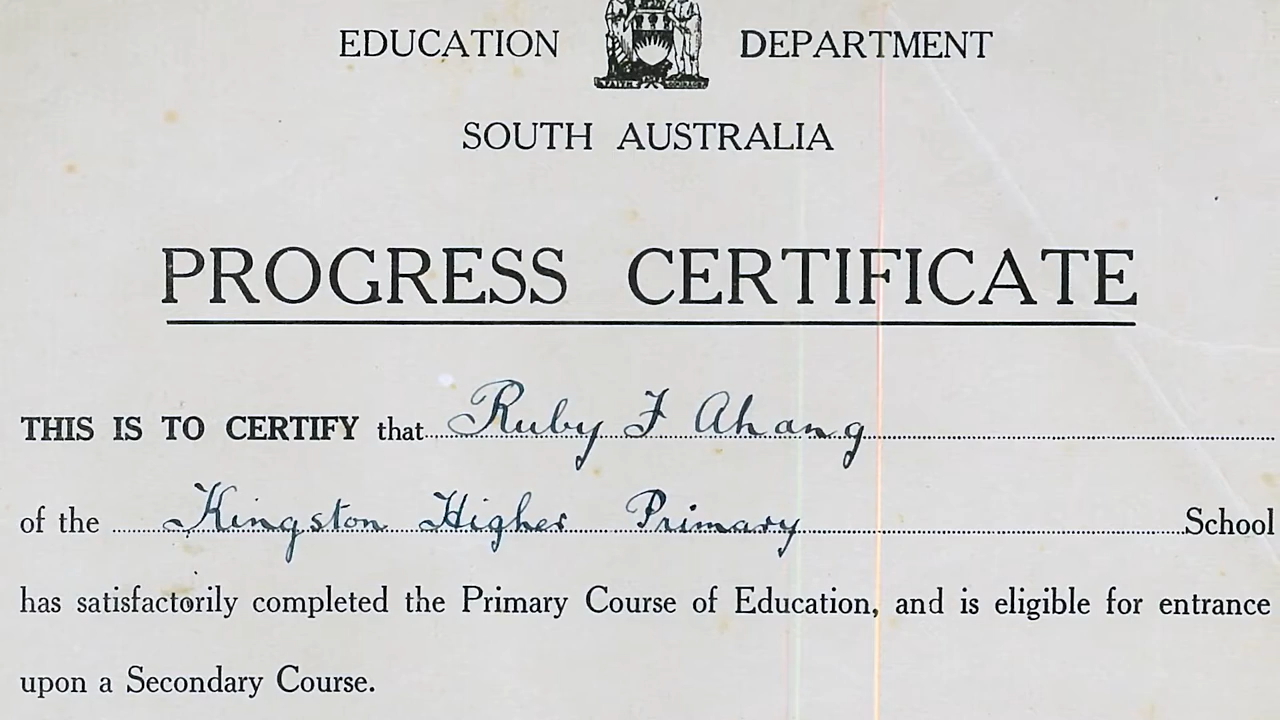 EDUCATION DEPARTMENT
SOUTH AUSTRALIA
PROGRESS CERTIFICATE
THIS IS TO CERTIFY that Ruby F Ahang
of the Kingston Higher Primary School
has satisfactorily completed the Primary Course of Education, and is eligible for entrance
upon a Secondary Course.